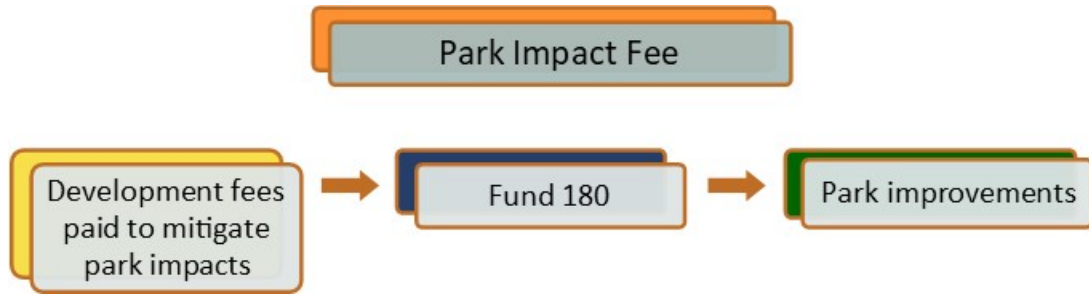 Park Impact Fee
Development fees
paid to mitigate
park impacts
Fund 180
Park improvements